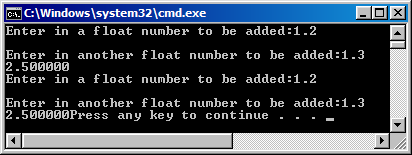 C:\Windows\system32\cmd.exe
Enter in a float number to be added:1.2
Enter in another float number to be added:1.3
2.500000
Enter in a float number to be added:1.2
Enter in another float number to be added:1.3
2.500000Press any key to continue . . . _